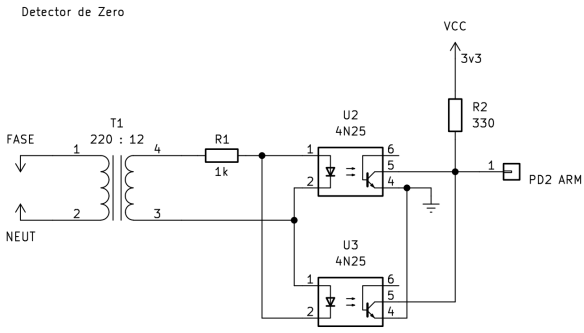 Detector de Zero
VCC
3v3
R2
330
U2
4N25
T1
220 : 12
R1
1k
FASE
NEUT
1
2
4
3
1
2
6
5
4
1
PD2 ARM
U3
4N25
1
2
6
5
4